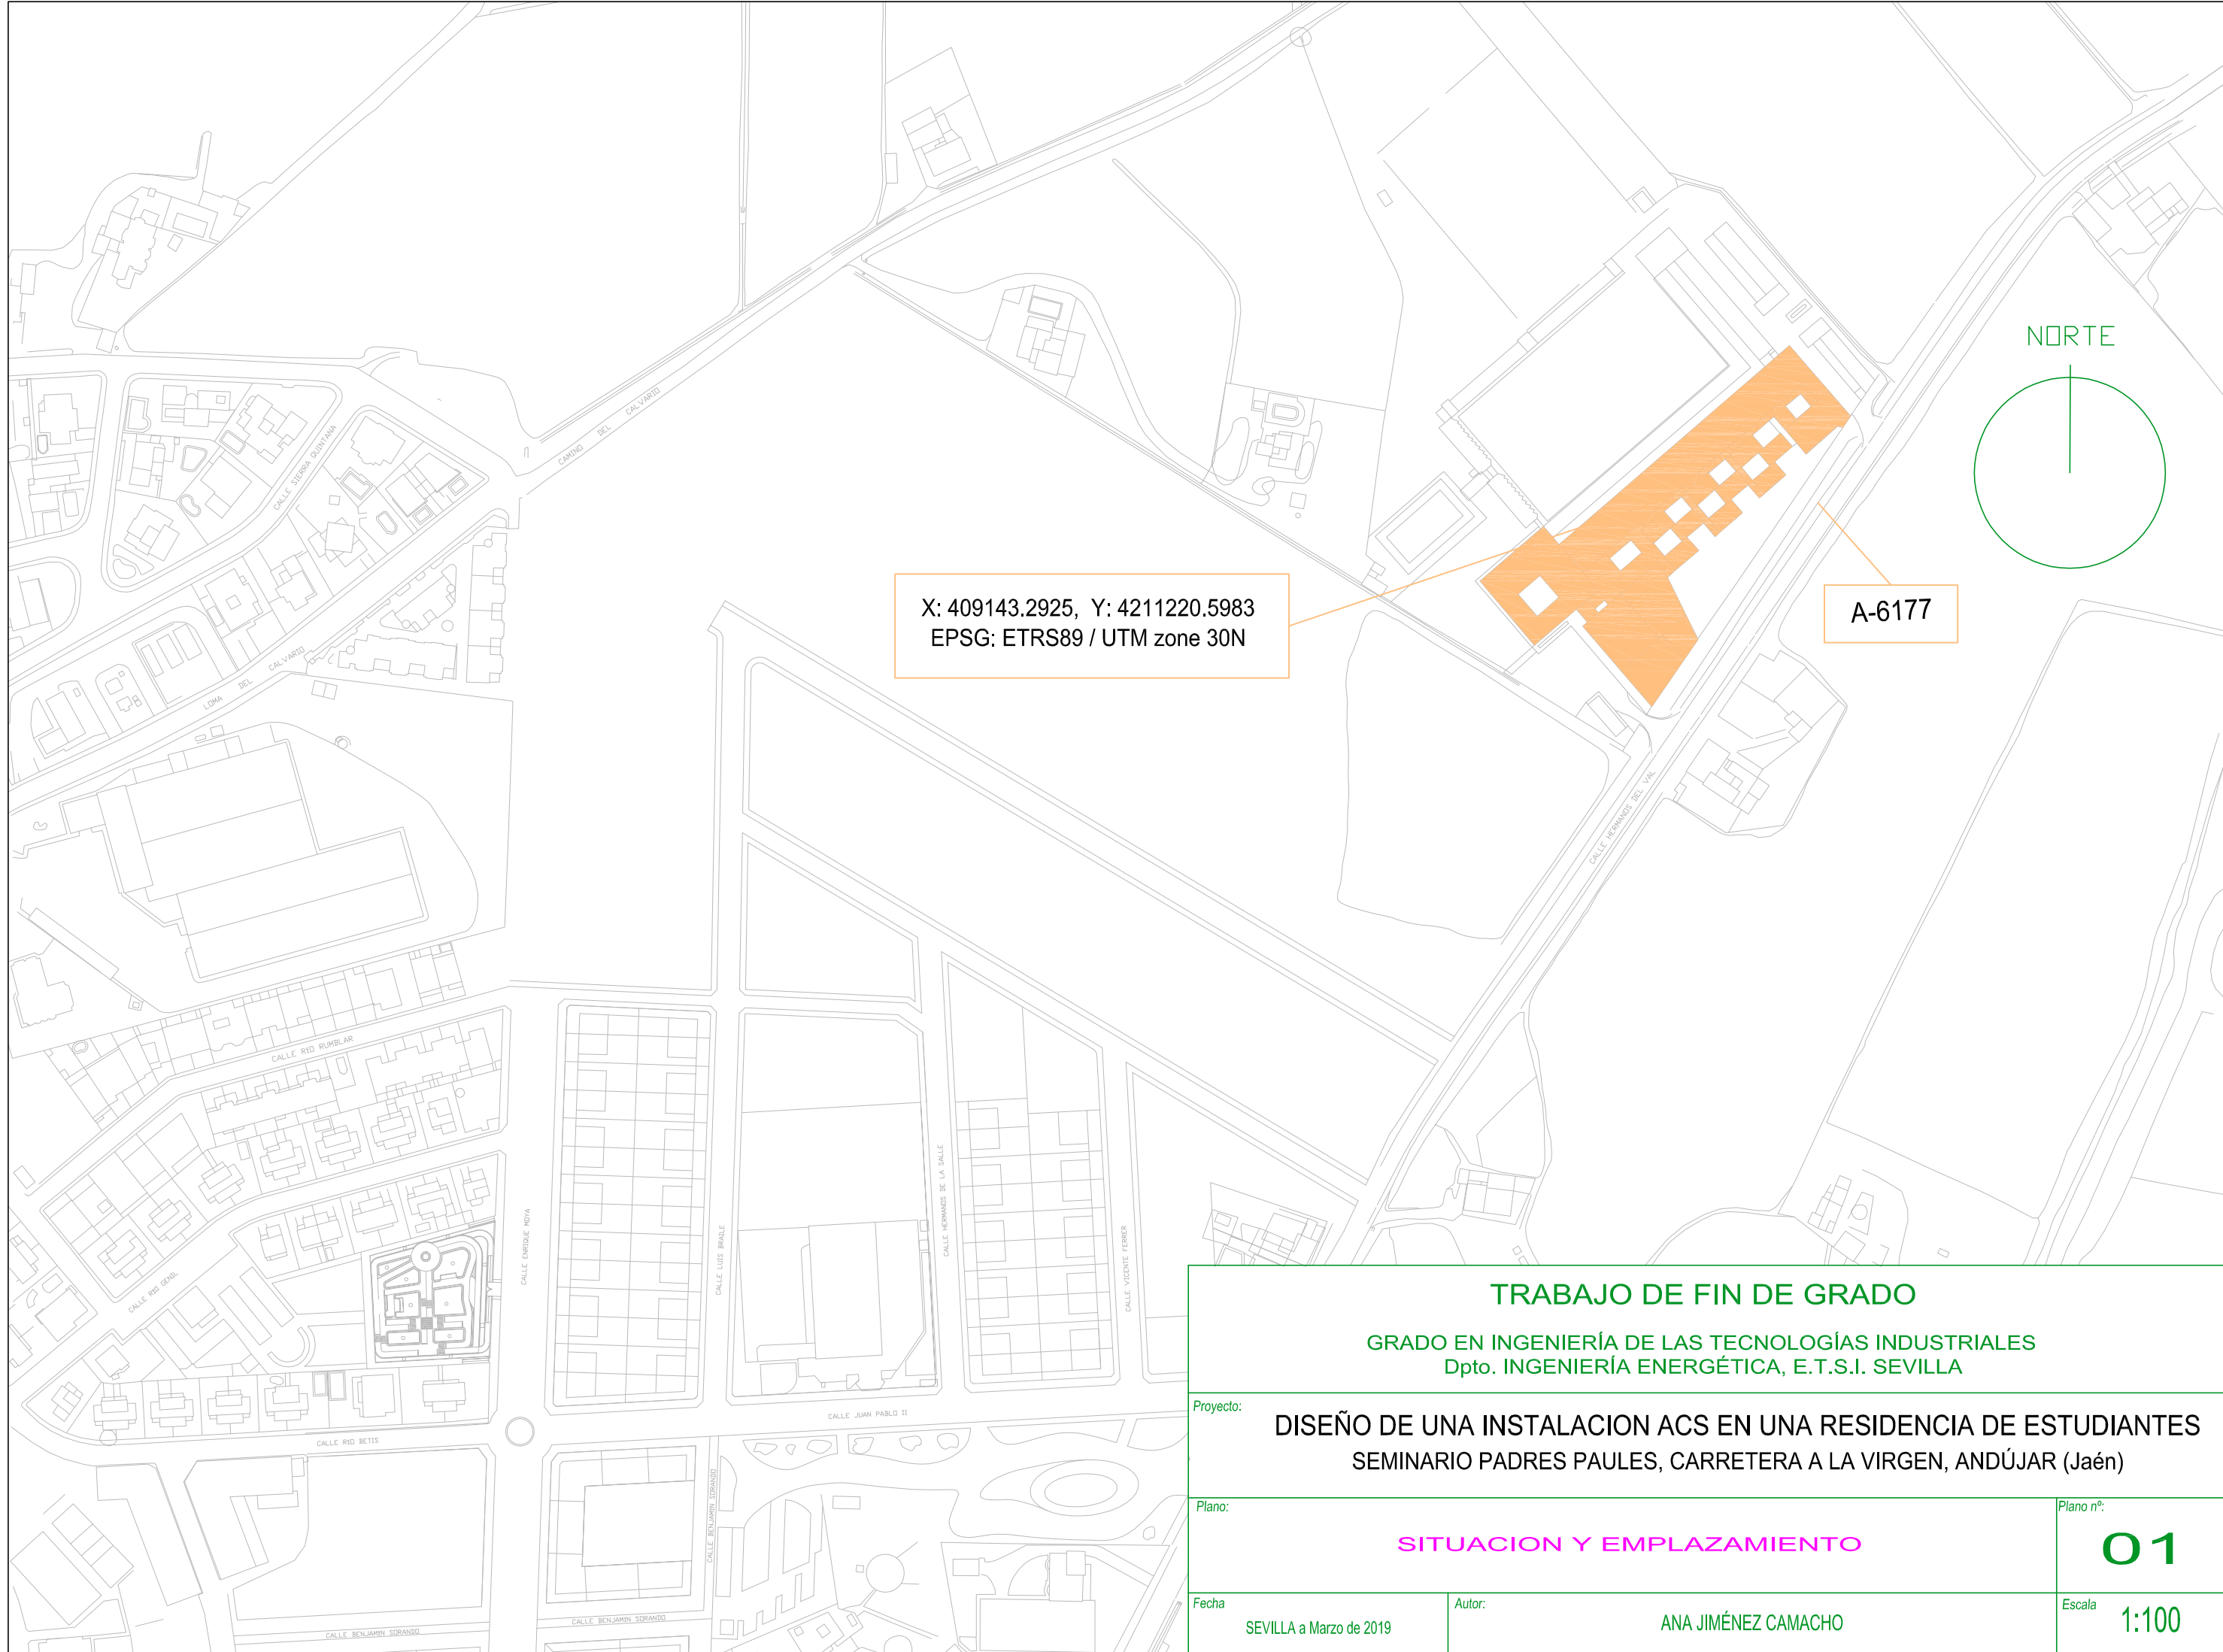 NORTE
CALLE SIERRA QUINTANA
CAMINO DEL CALVARIO
X: 409143.2925, Y: 4211220.5983
EPSG: ETRS89 / UTM zone 30N
A-6177
LOMA DEL CALVARIO
CALLE HERMANOS DEL VAL
CALLE RIO RUMBLAR
CALLE HERMANOS DE LA SALLE
CALLE ENRIQUE MOYA
CALLE LUIS BRAILE
CALLE VICENTE FERRER
CALLE RIO GENIL
CALLE JUAN PABLO II
CALLE RIO BETIS
CALLE BENJAMIN SORANDO
CALLE BENJAMIN SORANDO
CALLE BENJAMIN SORANDO
TRABAJO DE FIN DE GRADO
GRADO EN INGENIERÍA DE LAS TECNOLOGÍAS INDUSTRIALES
Dpto. INGENIERÍA ENERGÉTICA, E.T.S.I. SEVILLA
Proyecto:
DISEÑO DE UNA INSTALACION ACS EN UNA RESIDENCIA DE ESTUDIANTES
SEMINARIO PADRES PAULES, CARRETERA A LA VIRGEN, ANDÚJAR (Jaén)
Plano:
SITUACION Y EMPLAZAMIENTO
Plano nº:
01
Fecha
SEVILLA a Marzo de 2019
Autor:
ANA JIMÉNEZ CAMACHO
Escala
1:100